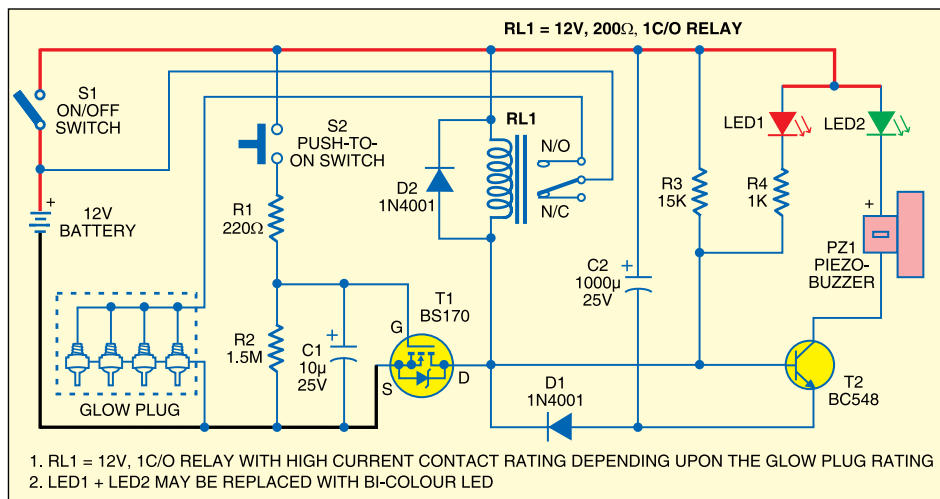 RL1 = 12V, 200Ω, 1C/O RELAY
S1
ON/OFF
SWITCH
S2
PUSH-TO-
ON SWITCH
RL1
N/O
N/C
LED1
LED2
D2
1N4001
R3
15K
R4
1K
+
12V
BATTERY
R1
220Ω
+
PZ1
PIEZO-
BUZZER
C2
1000µ
25V
+
T1
BS170
G
S
D
R2
1.5M
+
C1
10µ
25V
GLOW PLUG
D1
1N4001
T2
BC548
1. RL1 = 12V, 1C/O RELAY WITH HIGH CURRENT CONTACT RATING DEPENDING UPON THE GLOW PLUG RATING
2. LED1 + LED2 MAY BE REPLACED WITH BI-COLOUR LED